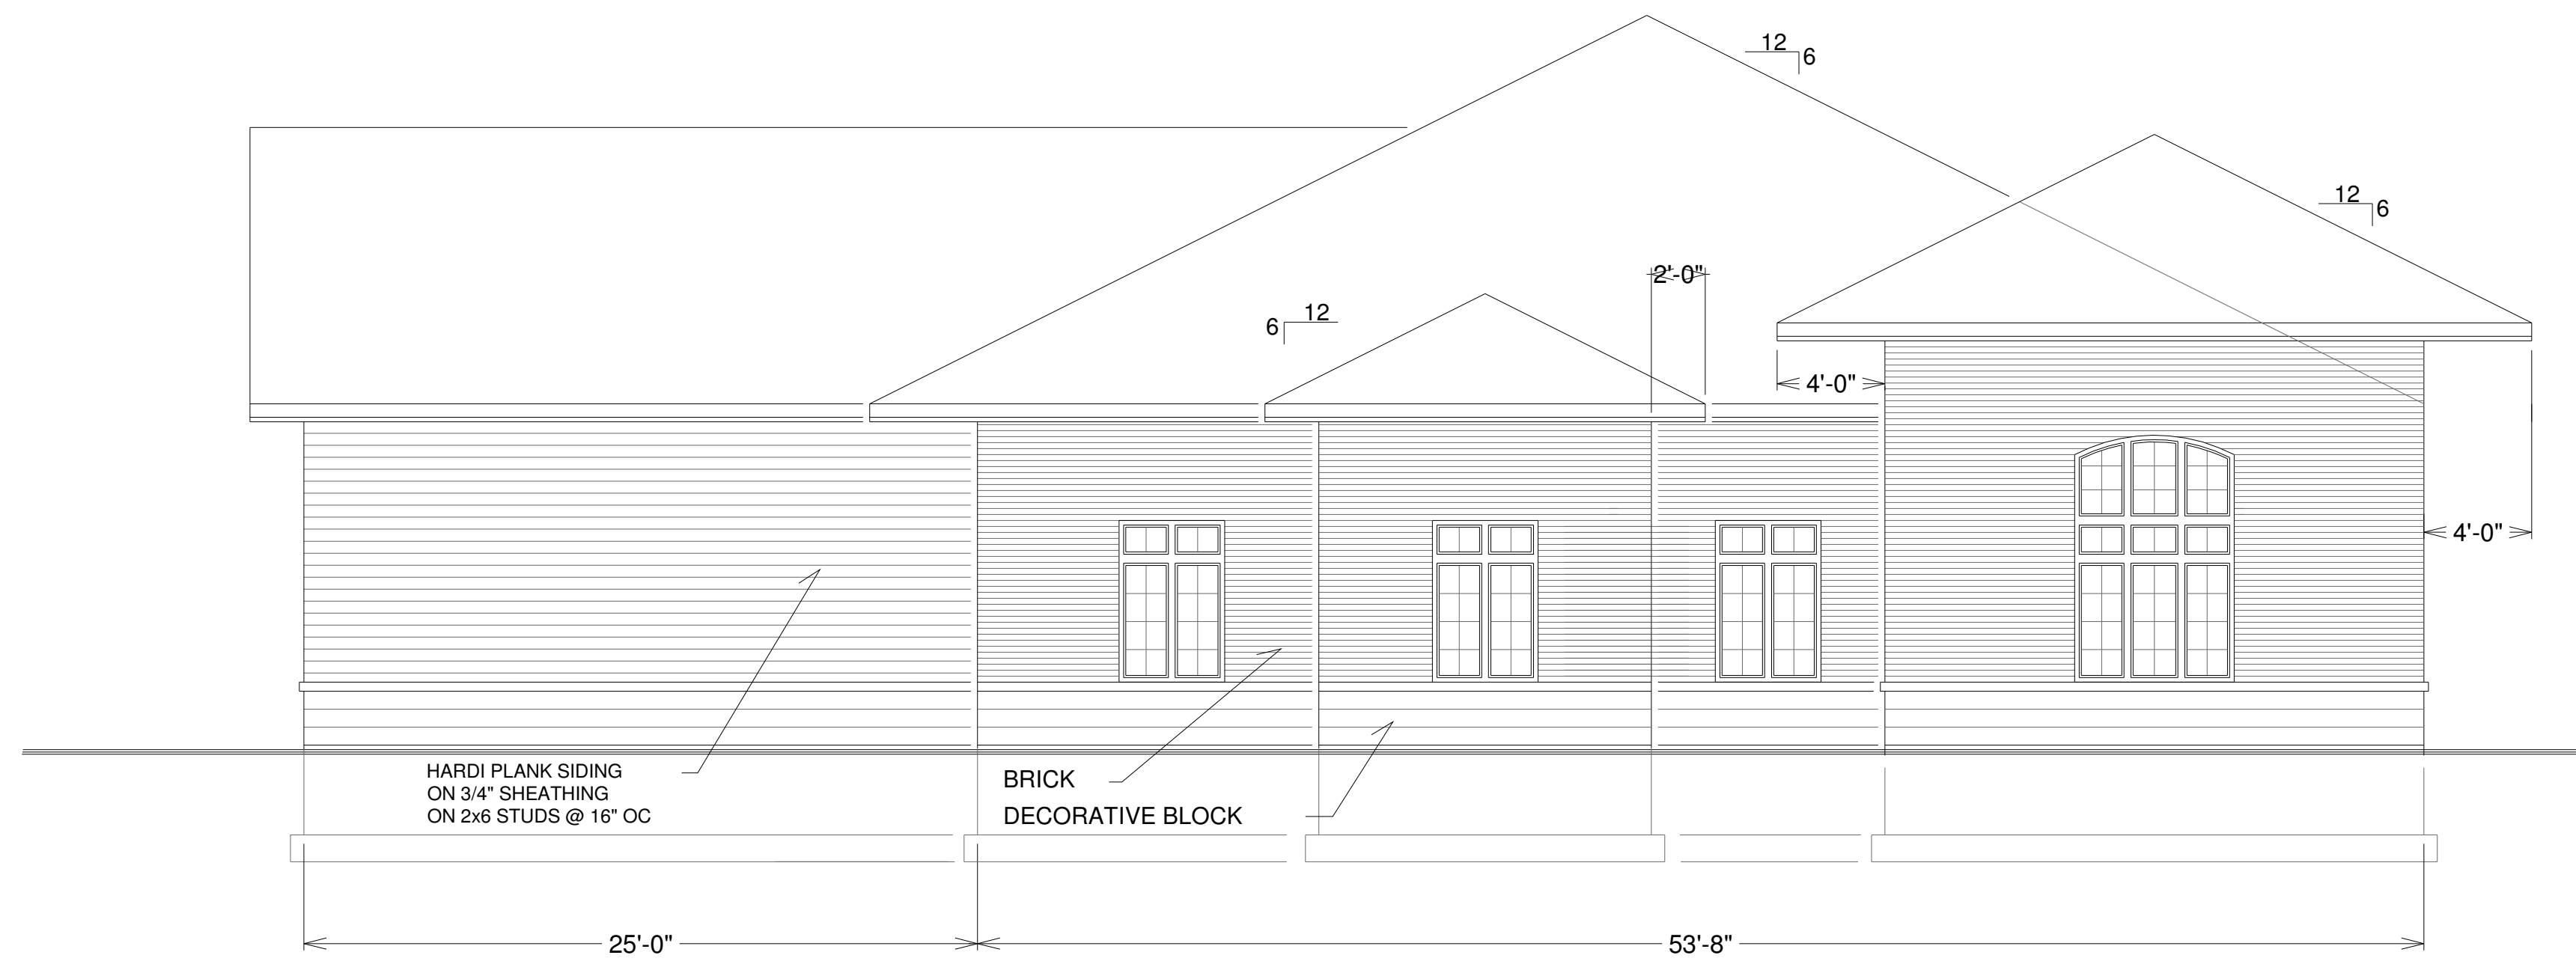 12
6
12
6
2'-0"
12
6
4'-0"
4'-0"
HARDI PLANK SIDING
ON 3/4" SHEATHING
ON 2x6 STUDS @ 16" OC
BRICK
DECORATIVE BLOCK
25'-0"
53'-8"